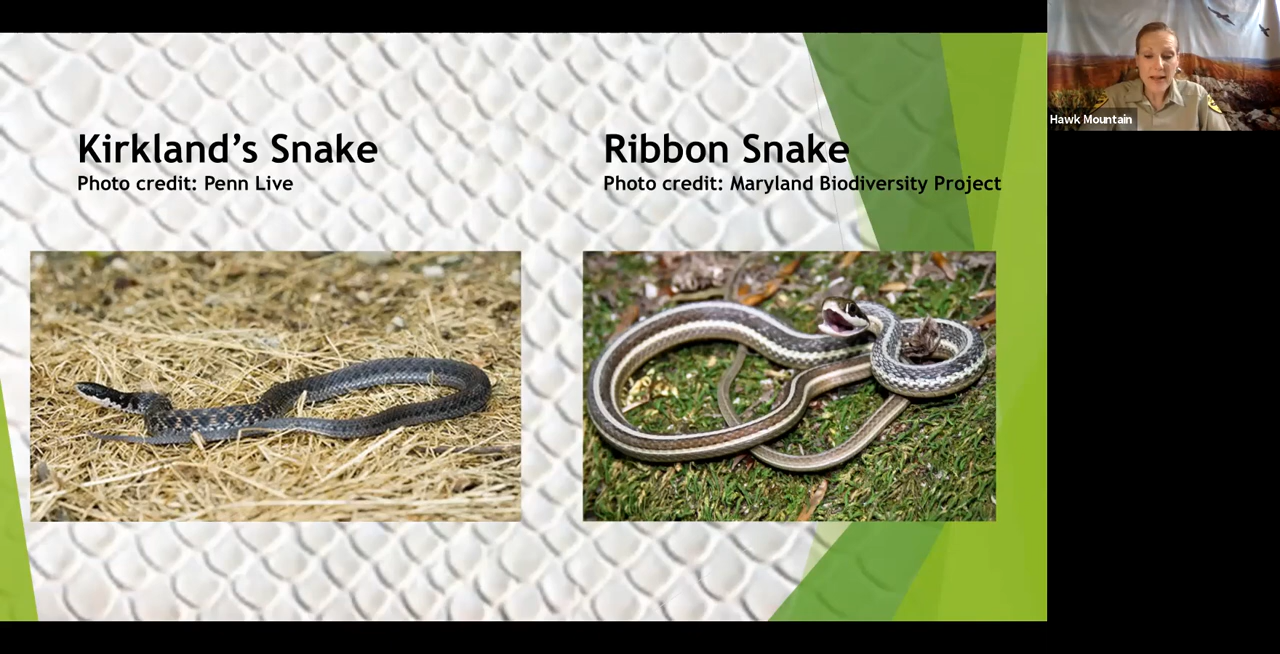 Kirkland's Snake
Photo credit: Penn Live
Ribbon Snake
Photo credit: Maryland Biodiversity Project
Hawk Mountain